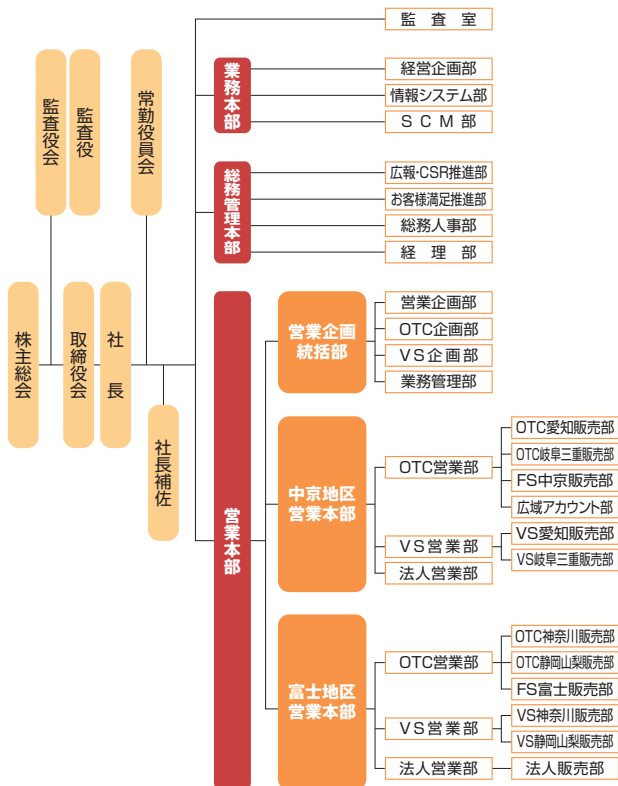 株主総会
監査役会
監査役
取締役会
社 長
常勤役員会
社長補佐
監 査 室
業務本部
経営企画部
情報システム部
S C M 部
総務管理本部
広報・CSR推進部
お客様満足推進部
総務人事部
経 理 部
営業本部
営業企画
統括部
営業企画部
OTC企画部
VS企画部
業務管理部
中京地区
営業本部
OTC営業部
OTC愛知販売部
OTC岐阜三重販売部
FS中京販売部
広域アカウント部
VS営業部
VS愛知販売部
VS岐阜三重販売部
法人営業部
富士地区
営業本部
OTC営業部
OTC神奈川販売部
OTC静岡山梨販売部
FS富士販売部
VS営業部
VS神奈川販売部
VS静岡山梨販売部
法人営業部
法人販売部